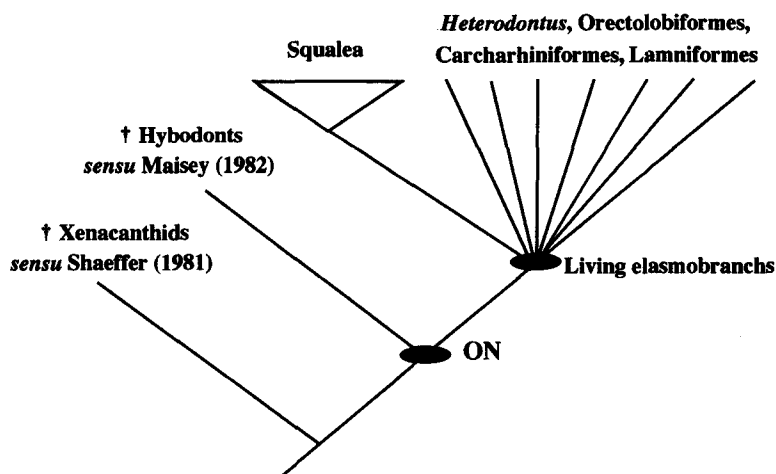 Squalea
Heterodontus, Orectolobiformes,
Carcharhiniformes, Lamniformes
† Hybodonts
sensu Maisey (1982)
† Xenacanthids
sensu Shaeffer (1981)
Living elasmobranchs
ON